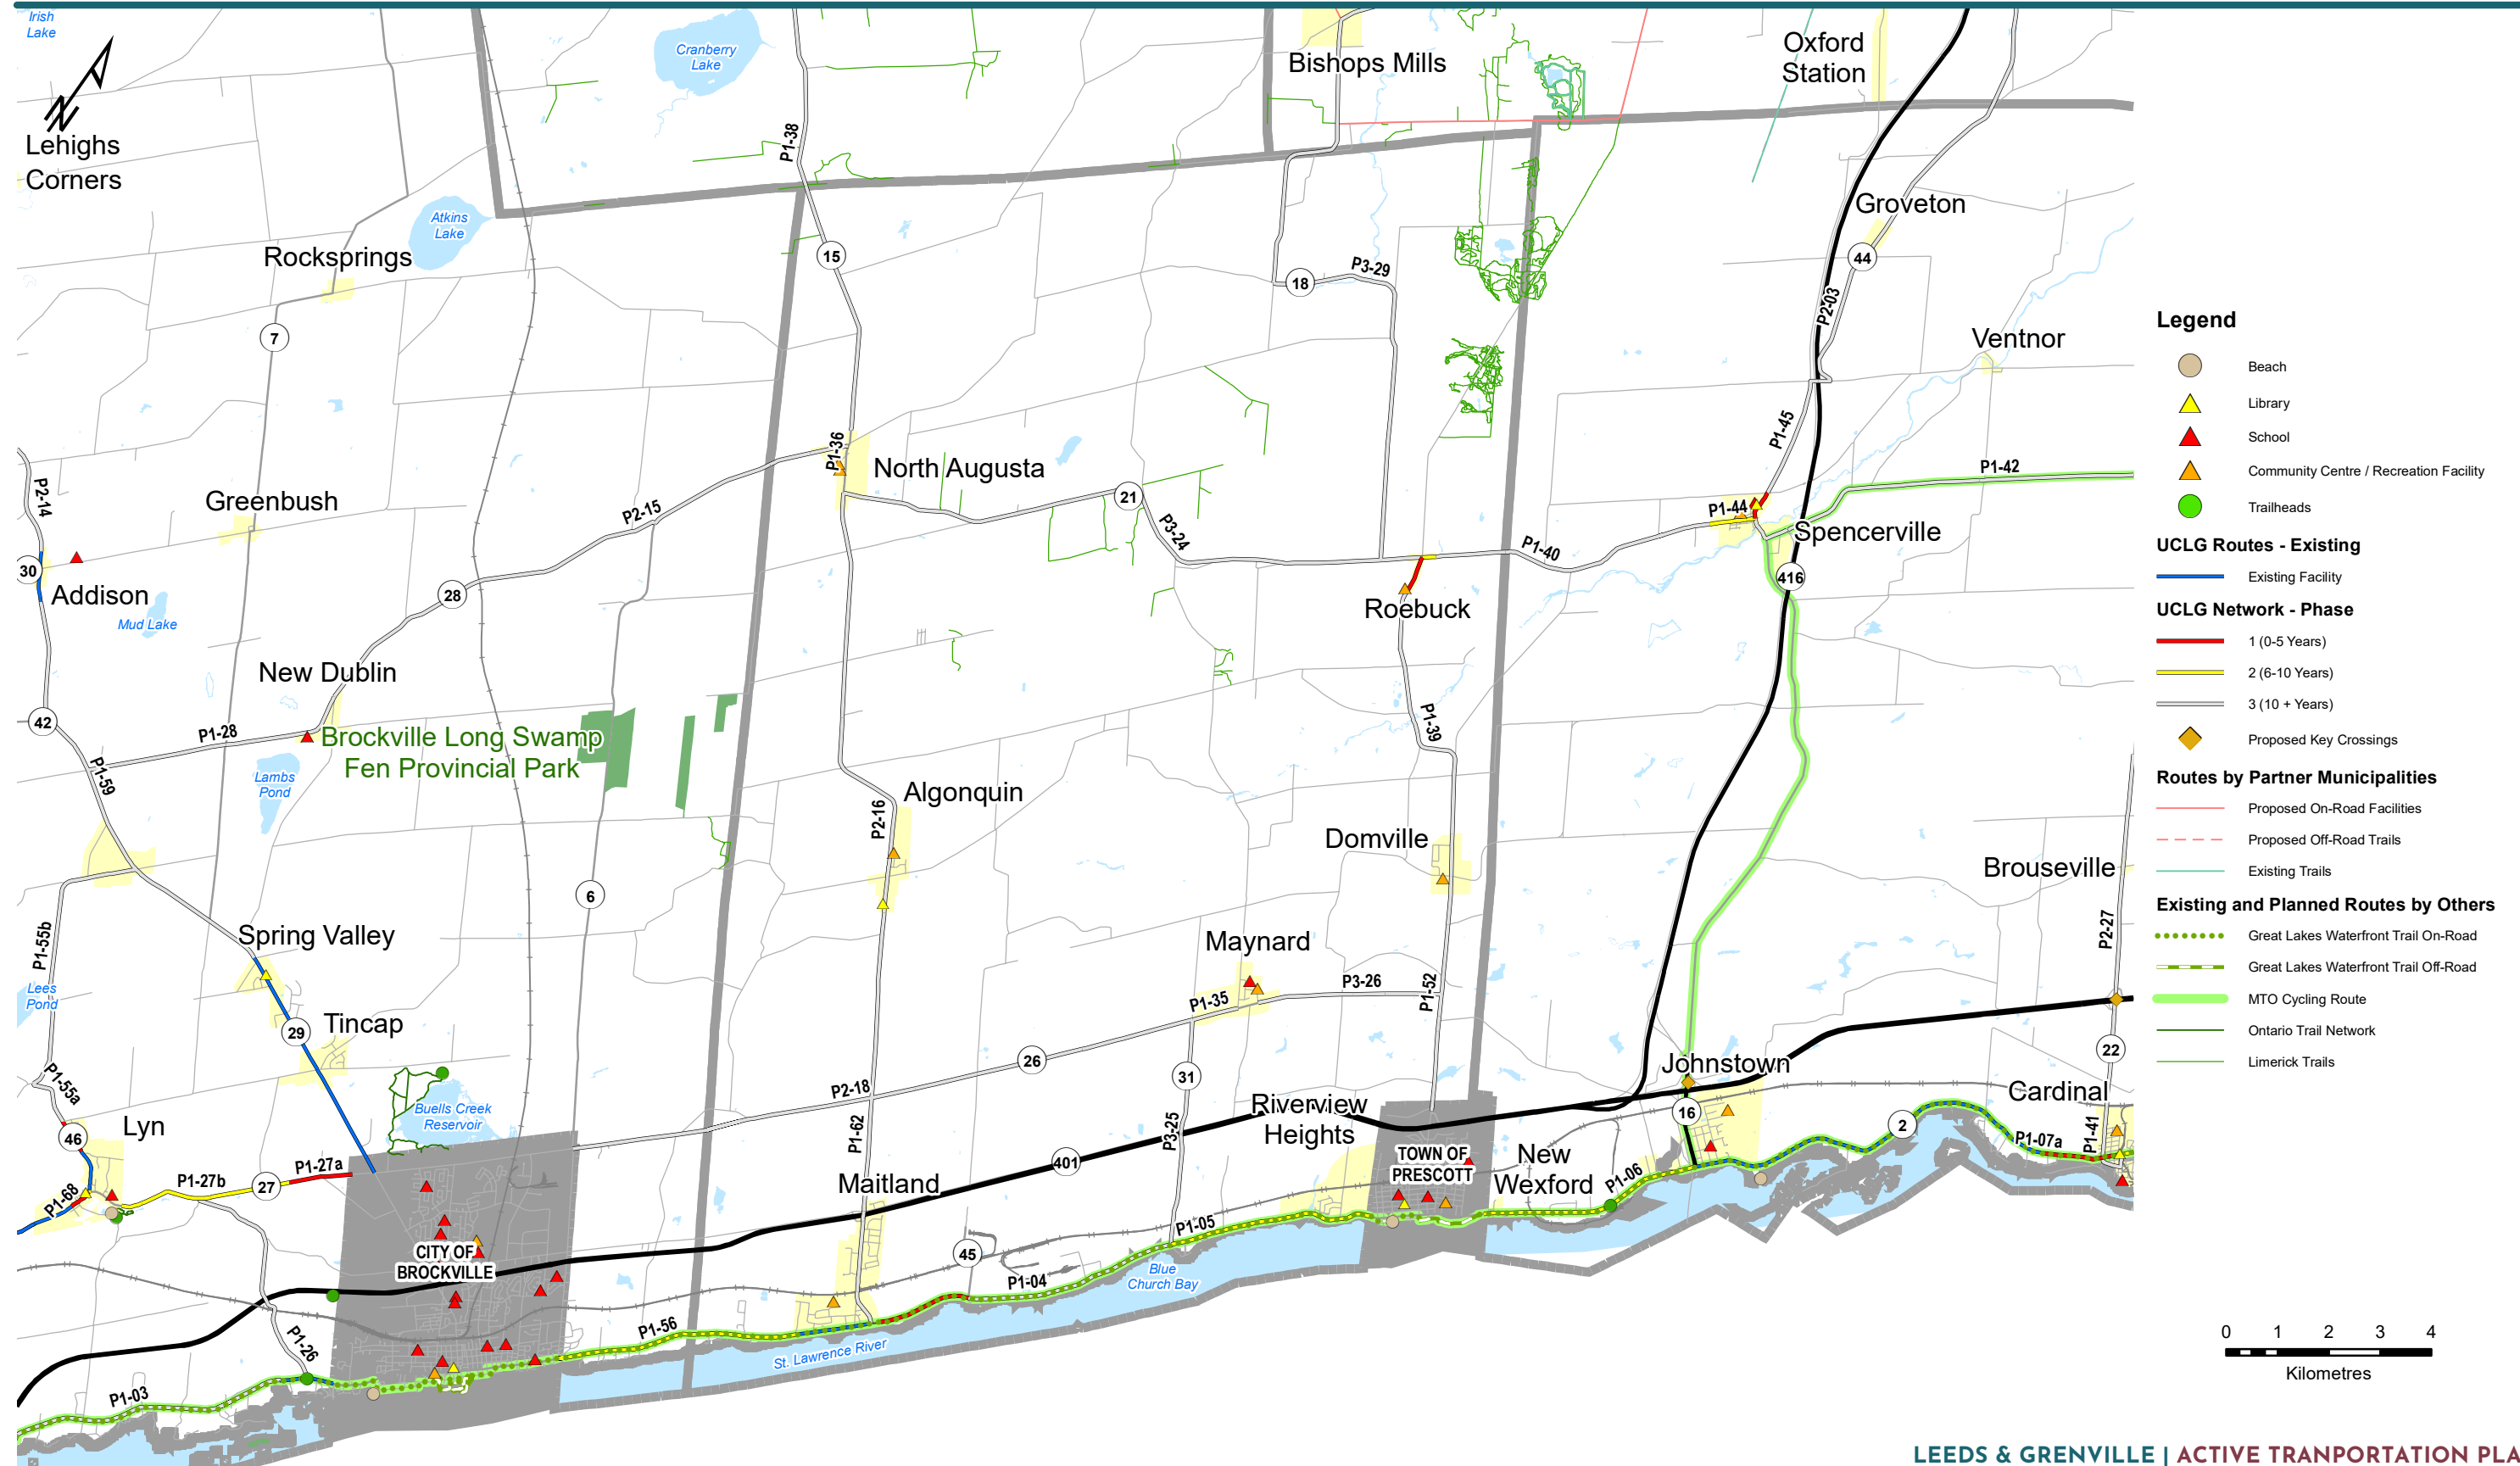 Irish
Lake
N
Lehighs
Corners
Cranberry
Lake
P1-38
Bishops Mills
Oxford
Station
Atkins
Lake
Rocksprings
15
18
P3-29
Groveton
44
P2-03
7
Ventnor
P1-36
North Augusta
P1-45
P1-42
P2-14
Greenbush
P2-15
21
P3-24
P1-44
Spencerville
P1-40
30
Addison
Mud Lake
28
416
Roebuck
New Dublin
42
P1-28
Brockville Long Swamp
Fen Provincial Park
P1-39
P1-59
Lambs
Pond
Algonquin
P2-16
Domville
Brouseville
6
P1-55b
Spring Valley
Maynard
P2-27
Lees
Pond
P1-35
P3-26
P1-52
29
Tincap
26
31
22
P1-55a
P2-18
Johnstown
Buells Creek
Reservoir
Riverview
Heights
16
Cardinal
46
Lyn
P1-62
P3-25
2
P1-07a
P1-41
P1-27a
P1-27b
27
401
TOWN OF
PRESCOTT
New
Wexford
P1-06
P1-68
Maitland
P1-05
CITY OF
BROCKVILLE
45
P1-04
Blue
Church Bay
P1-56
P1-26
St. Lawrence River
P1-03
Legend
Beach
Library
School
Community Centre / Recreation Facility
Trailheads
UCLG Routes - Existing
Existing Facility
UCLG Network - Phase
1 (0-5 Years)
2 (6-10 Years)
3 (10 + Years)
Proposed Key Crossings
Routes by Partner Municipalities
Proposed On-Road Facilities
Proposed Off-Road Trails
Existing Trails
Existing and Planned Routes by Others
Great Lakes Waterfront Trail On-Road
Great Lakes Waterfront Trail Off-Road
MTO Cycling Route
Ontario Trail Network
Limerick Trails
0 1 2 3 4
Kilometres
LEEDS & GRENVILLE | ACTIVE TRANPORTATION PLA